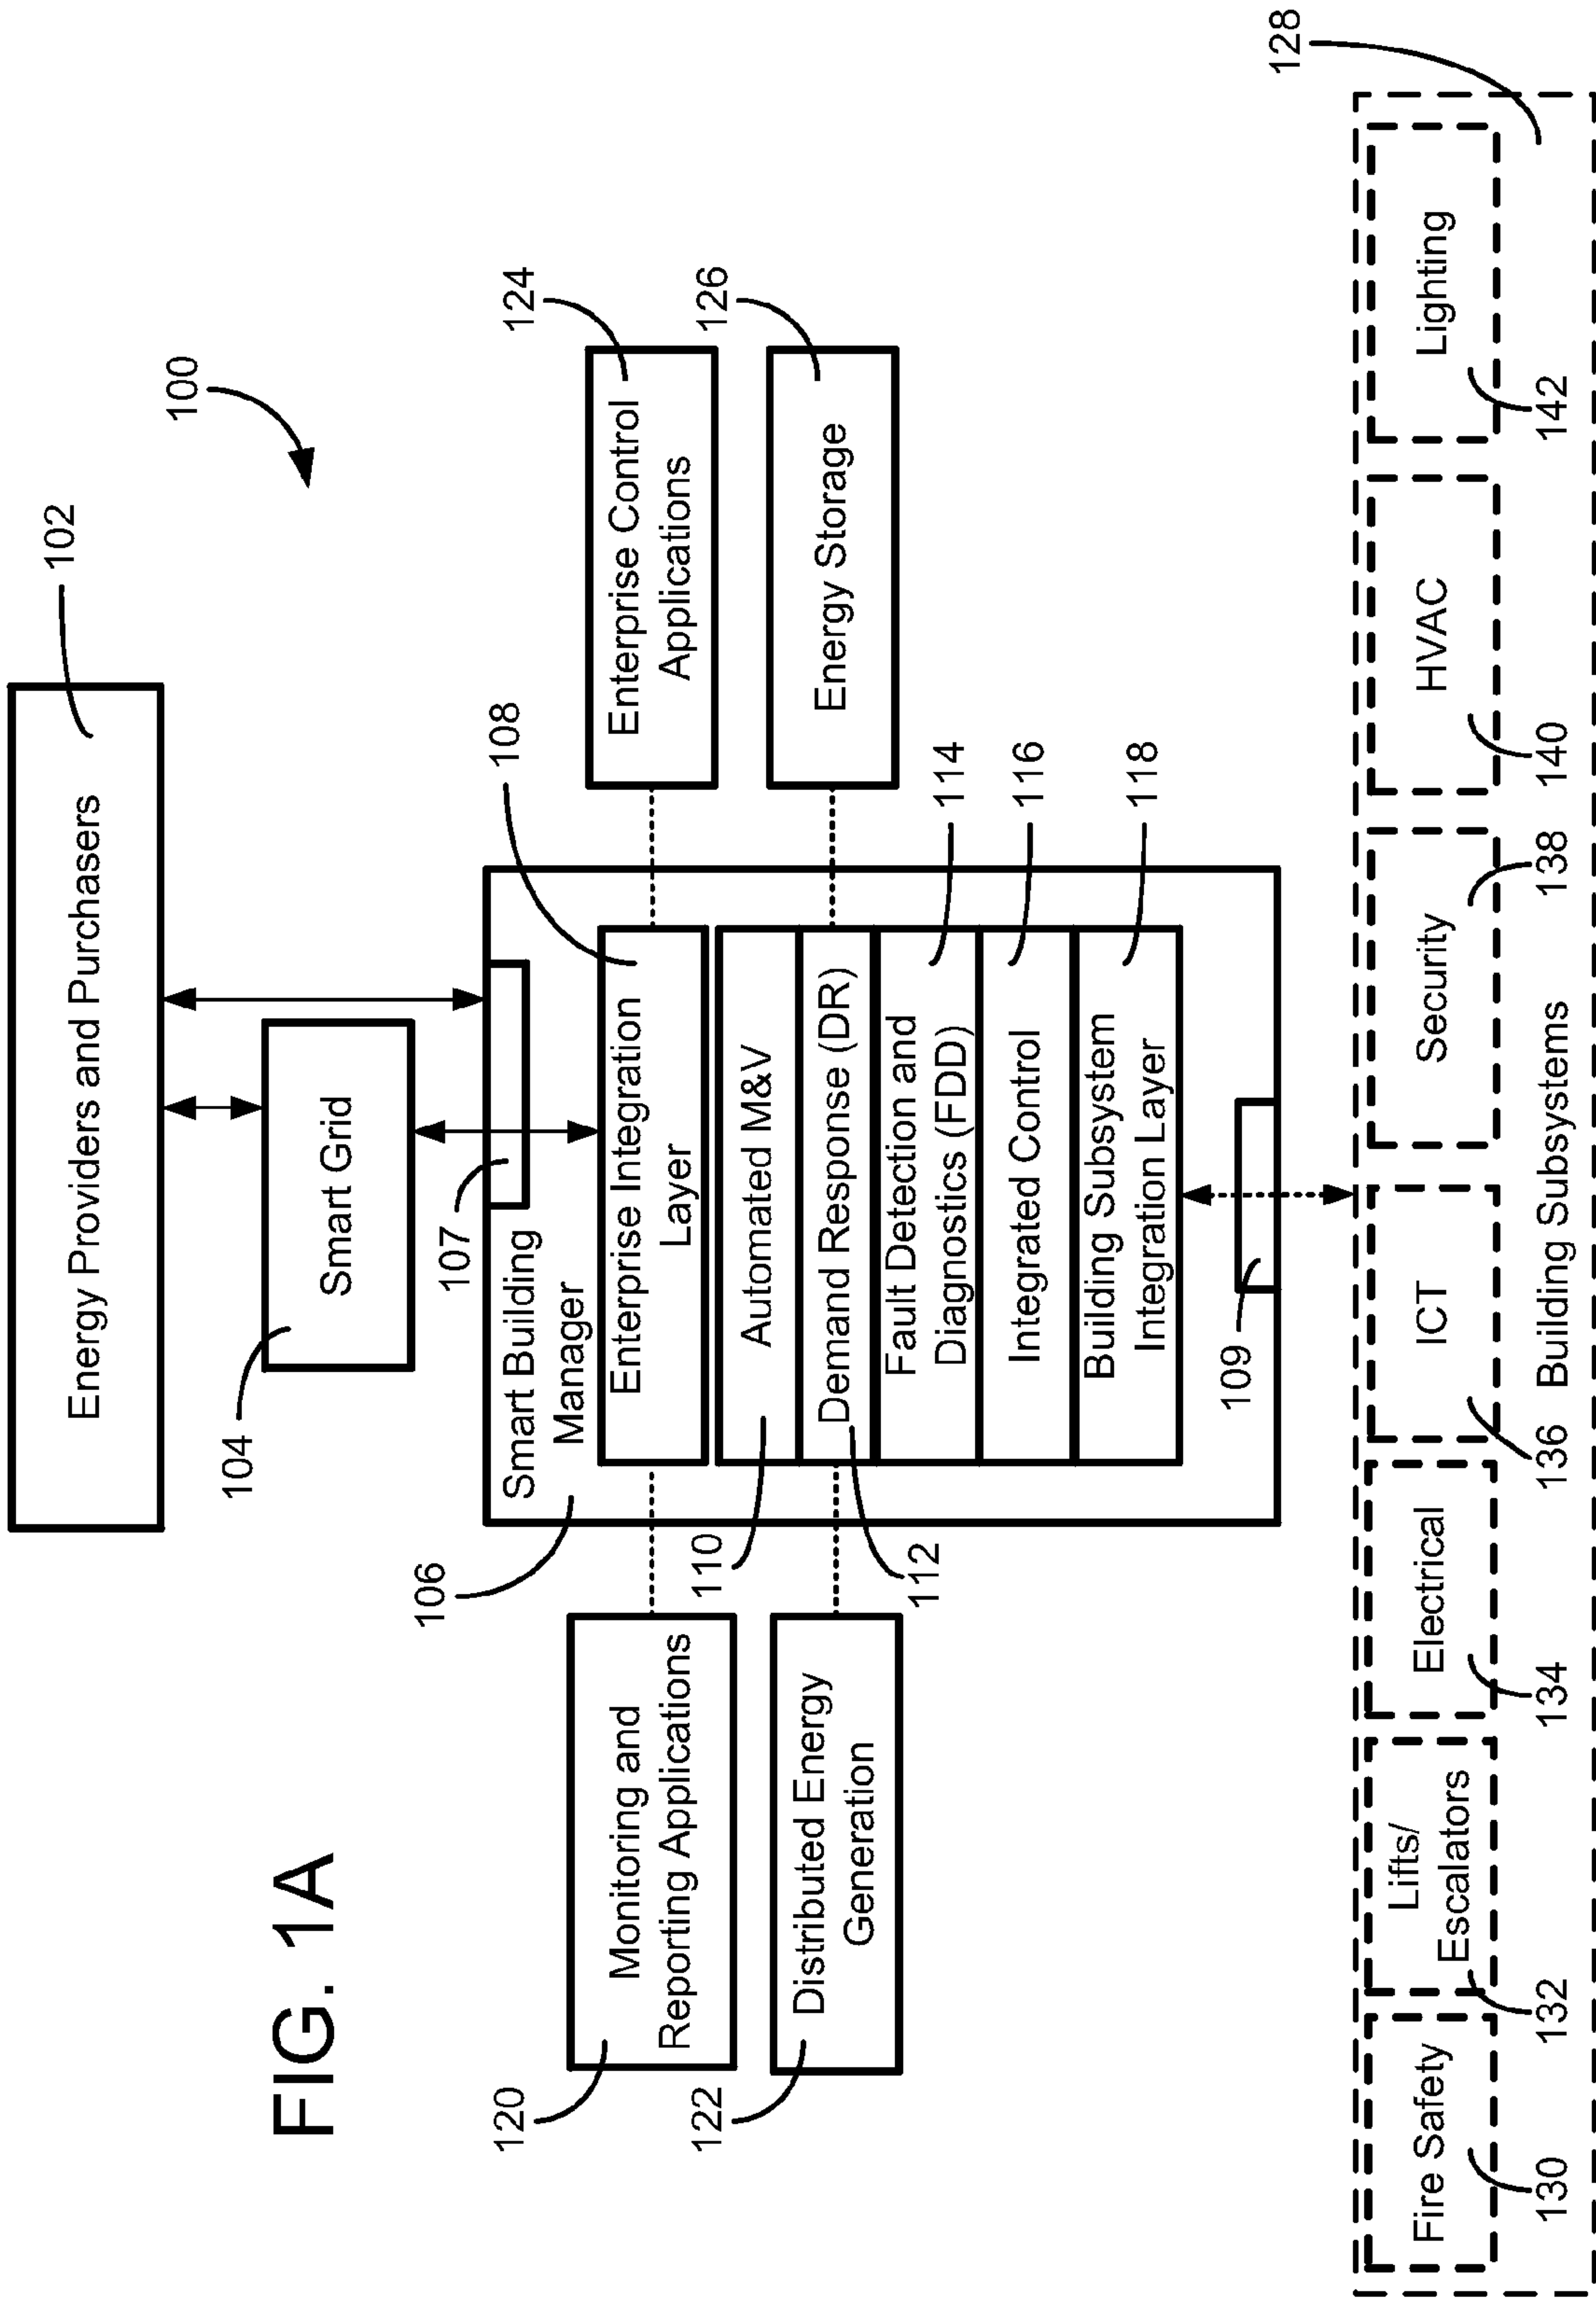 FIG. 1A
100
Energy Providers and Purchasers
102
Smart Grid
104
107
Smart Building
Manager
106
Enterprise Integration
Layer
108
Automated M&V
110
Demand Response (DR)
112
Fault Detection and
Diagnostics (FDD)
114
Integrated Control
116
Building Subsystem
Integration Layer
118
109
Monitoring and
Reporting Applications
120
Distributed Energy
Generation
122
Enterprise Control
Applications
124
Energy Storage
126
128
Fire Safety
130
Lifts/
Escalators
132
Electrical
134
ICT
136
Security
138
HVAC
140
Lighting
142
Building Subsystems